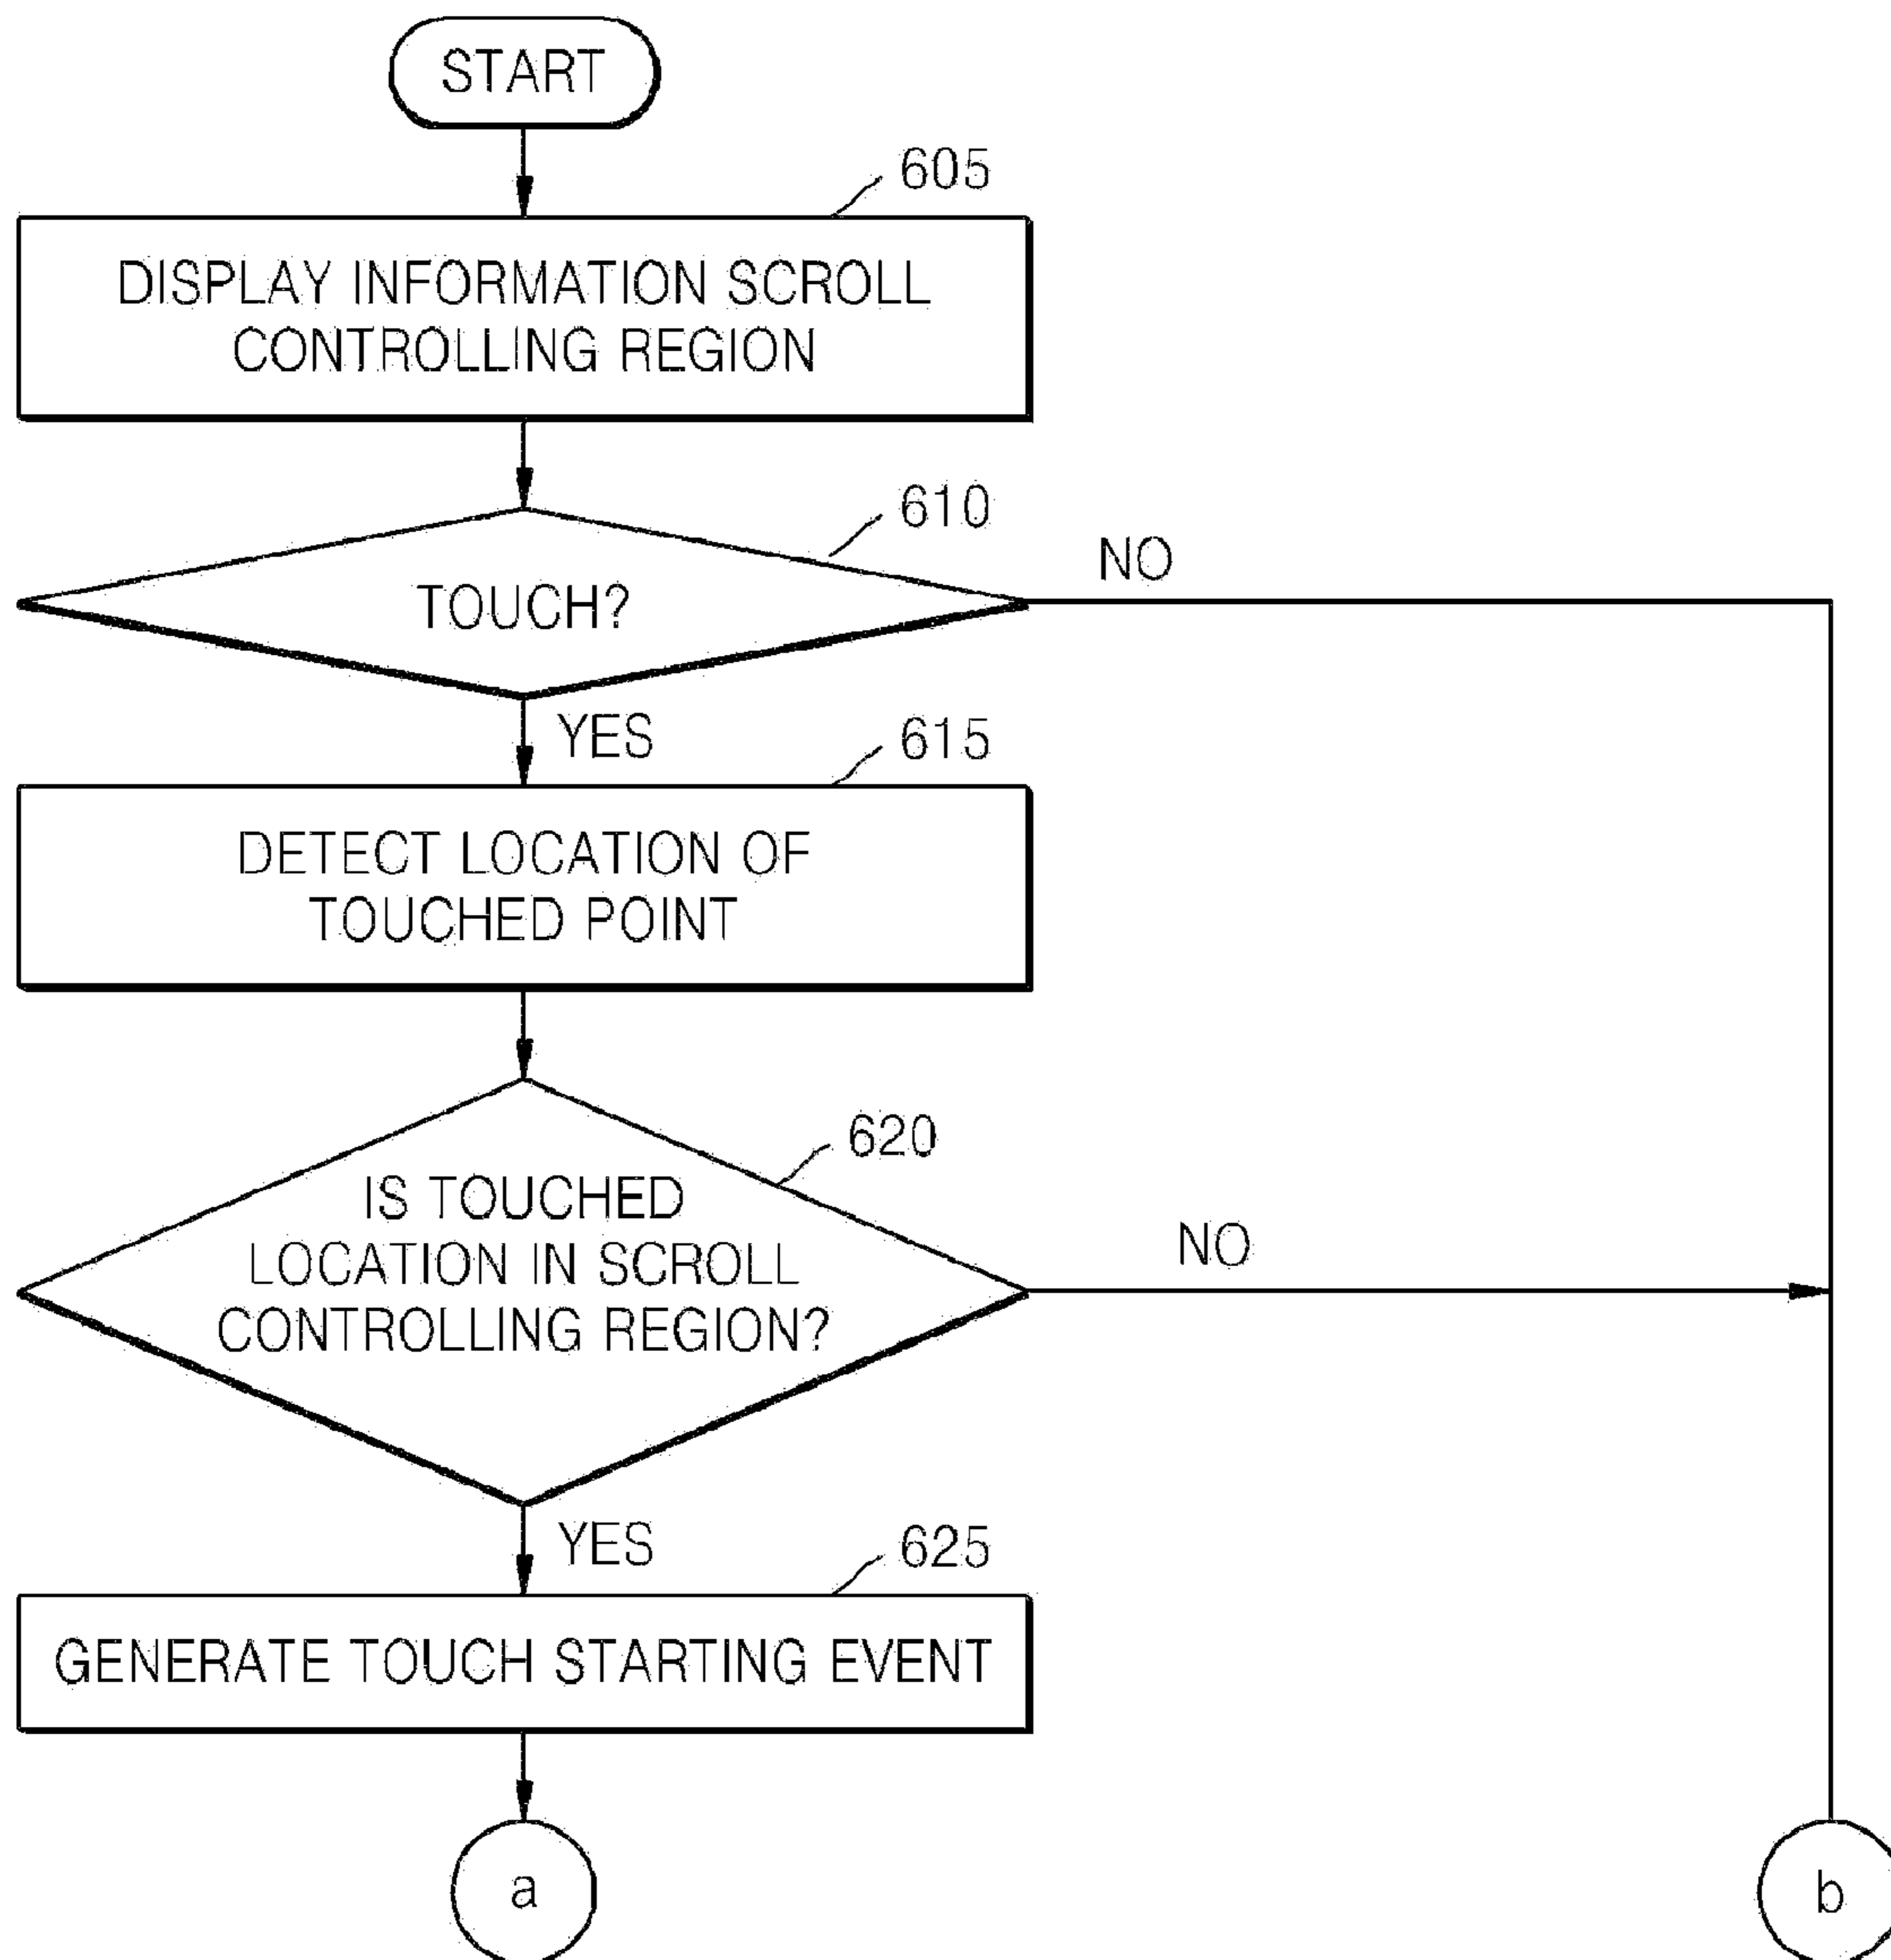 START
605
DISPLAY INFORMATION SCROLL
CONTROLLING REGION
610
NO
TOUCH?
YES
615
DETECT LOCATION OF
TOUCHED POINT
620
IS TOUCHED
LOCATION IN SCROLL
CONTROLLING REGION?
NO
YES
625
GENERATE TOUCH STARTING EVENT
a
b